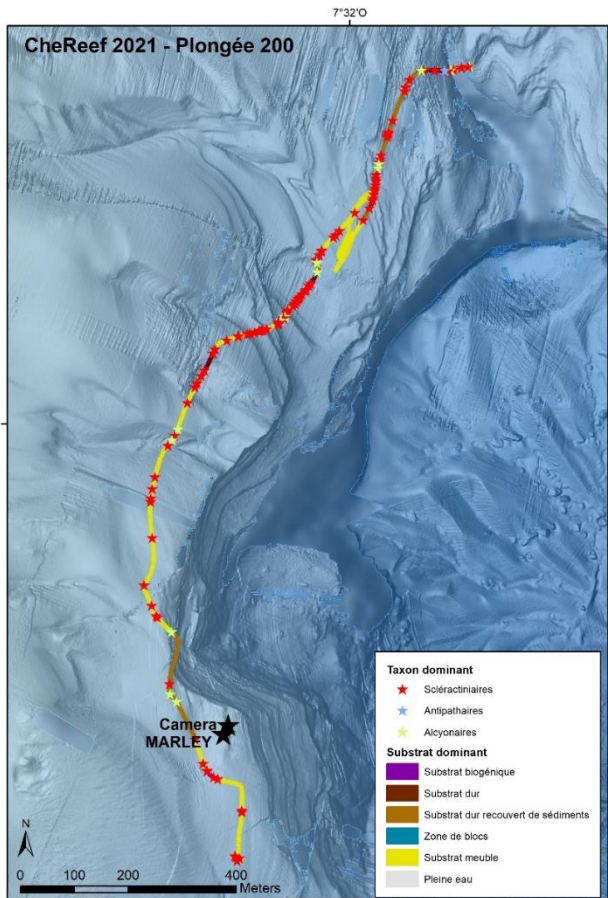 7°32'O
CheReef 2021 - Plongée 200
Camera
MARLEY
Taxon dominant
Scléractiniaires
Antipathaires
Alcyonaires
Substrat dominant
Substrat biogénique
Substrat dur
Substrat dur recouvert de sédiments
Zone de blocs
Substrat meuble
Pleine eau
N
0 100 200 400
Meters